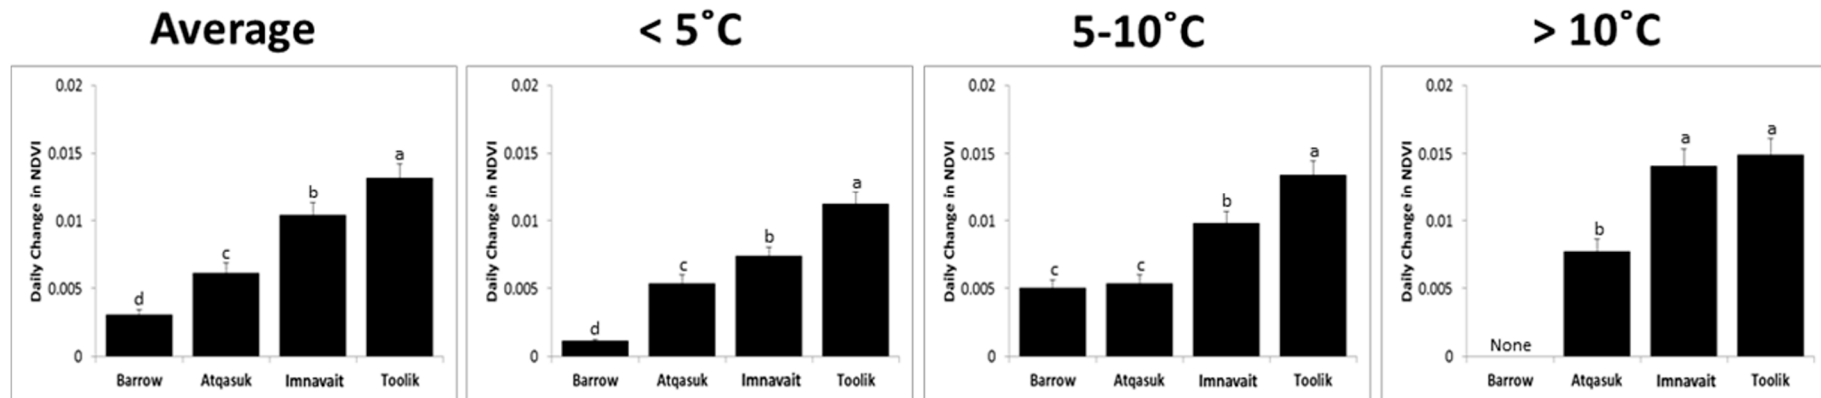 Average
< 5˚C
5-10˚C
> 10˚C
Daily Change in NDVI
0.02
0.015
0.01
0.005
0
d
c
b
a
Barrow Atqasuk Imnavait Toolik
Daily Change in NDVI
0.02
0.015
0.01
0.005
0
d
c
b
a
Barrow Atqasuk Imnavait Toolik
Daily Change in NDVI
0.02
0.015
0.01
0.005
0
c
c
b
a
Barrow Atqasuk Imnavait Toolik
Daily Change in NDVI
0.02
0.015
0.01
0.005
0
None
b
a
a
Barrow Atqasuk Imnavait Toolik